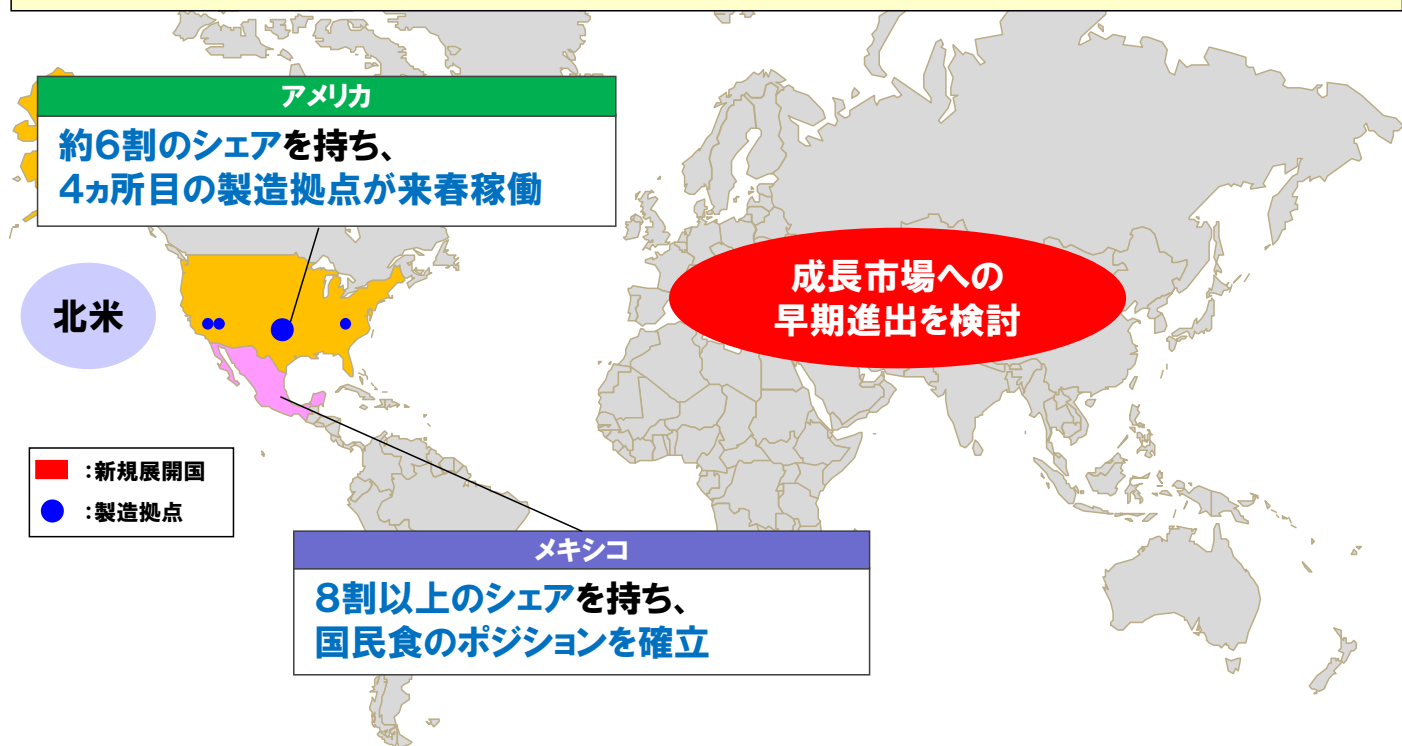 アメリカ
約6割のシェアを持ち、
4ヵ所目の製造拠点が来春稼働
北米
成長市場への
早期進出を検討
:新規展開国
:製造拠点
メキシコ
8割以上のシェアを持ち、
国民食のポジションを確立